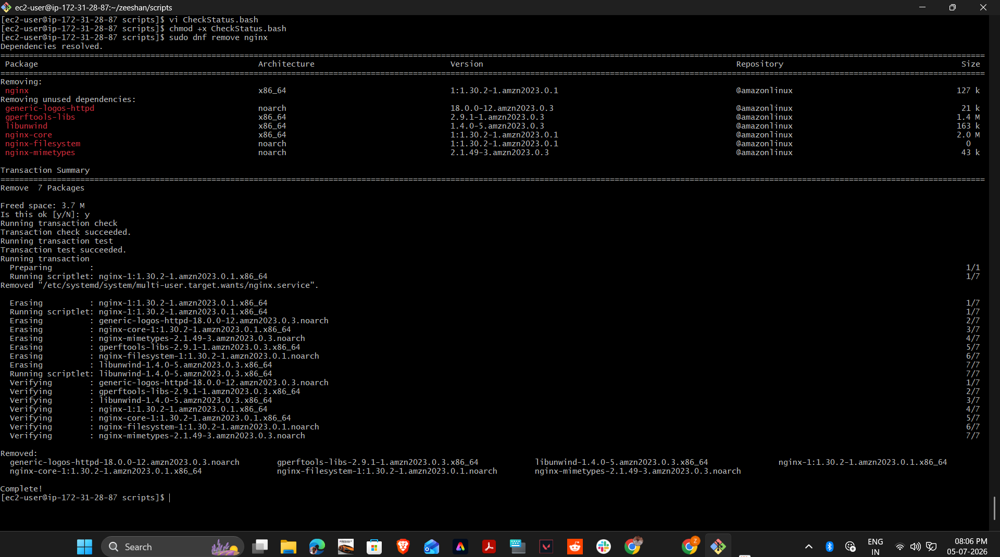 ec2-user@ip-172-31-28-87:~/zeeshan/scripts
[ec2-user@ip-172-31-28-87 scripts]$ vi CheckStatus.bash
[ec2-user@ip-172-31-28-87 scripts]$ chmod +x CheckStatus.bash
[ec2-user@ip-172-31-28-87 scripts]$ sudo dnf remove nginx
Dependencies resolved.
Package Architecture Version Repository Size
Removing:
nginx x86_64 1:1.30.2-1.amzn2023.0.1 @amazonlinux 127 k
Removing unused dependencies:
generic-logos-httpd noarch 18.0.0-12.amzn2023.0.3 @amazonlinux 21 k
gperftools-libs x86_64 2.9.1-1.amzn2023.0.3 @amazonlinux 1.4 M
libunwind x86_64 1.4.0-5.amzn2023.0.3 @amazonlinux 163 k
nginx-core x86_64 1:1.30.2-1.amzn2023.0.1 @amazonlinux 2.0 M
nginx-filesystem noarch 1:1.30.2-1.amzn2023.0.1 @amazonlinux 0
nginx-mimetypes noarch 2.1.49-3.amzn2023.0.3 @amazonlinux 43 k
Transaction Summary
Remove 7 Packages
Freed space: 3.7 M
Is this ok [y/N]: y
Running transaction check
Transaction check succeeded.
Running transaction test
Transaction test succeeded.
Running transaction
Preparing : 1/1
Running scriptlet: nginx-1:1.30.2-1.amzn2023.0.1.x86_64 1/7
Removed "/etc/systemd/system/multi-user.target.wants/nginx.service".
Erasing : nginx-1:1.30.2-1.amzn2023.0.1.x86_64 1/7
Running scriptlet: nginx-1:1.30.2-1.amzn2023.0.1.x86_64 1/7
Erasing : generic-logos-httpd-18.0.0-12.amzn2023.0.3.noarch 2/7
Erasing : nginx-core-1:1.30.2-1.amzn2023.0.1.x86_64 3/7
Erasing : nginx-mimetypes-2.1.49-3.amzn2023.0.3.noarch 4/7
Erasing : gperftools-libs-2.9.1-1.amzn2023.0.3.x86_64 5/7
Erasing : nginx-filesystem-1:1.30.2-1.amzn2023.0.1.noarch 6/7
Erasing : libunwind-1.4.0-5.amzn2023.0.3.x86_64 7/7
Running scriptlet: libunwind-1.4.0-5.amzn2023.0.3.x86_64 7/7
Verifying : generic-logos-httpd-18.0.0-12.amzn2023.0.3.noarch 1/7
Verifying : gperftools-libs-2.9.1-1.amzn2023.0.3.x86_64 2/7
Verifying : libunwind-1.4.0-5.amzn2023.0.3.x86_64 3/7
Verifying : nginx-1:1.30.2-1.amzn2023.0.1.x86_64 4/7
Verifying : nginx-core-1:1.30.2-1.amzn2023.0.1.x86_64 5/7
Verifying : nginx-filesystem-1:1.30.2-1.amzn2023.0.1.noarch 6/7
Verifying : nginx-mimetypes-2.1.49-3.amzn2023.0.3.noarch 7/7
Removed:
generic-logos-httpd-18.0.0-12.amzn2023.0.3.noarch gperftools-libs-2.9.1-1.amzn2023.0.3.x86_64 libunwind-1.4.0-5.amzn2023.0.3.x86_64 nginx-1:1.30.2-1.amzn2023.0.1.x86_64
nginx-core-1:1.30.2-1.amzn2023.0.1.x86_64 nginx-filesystem-1:1.30.2-1.amzn2023.0.1.noarch nginx-mimetypes-2.1.49-3.amzn2023.0.3.noarch
Complete!
[ec2-user@ip-172-31-28-87 scripts]$
Search
Z
ENG
IN
08:06 PM
05-07-2026